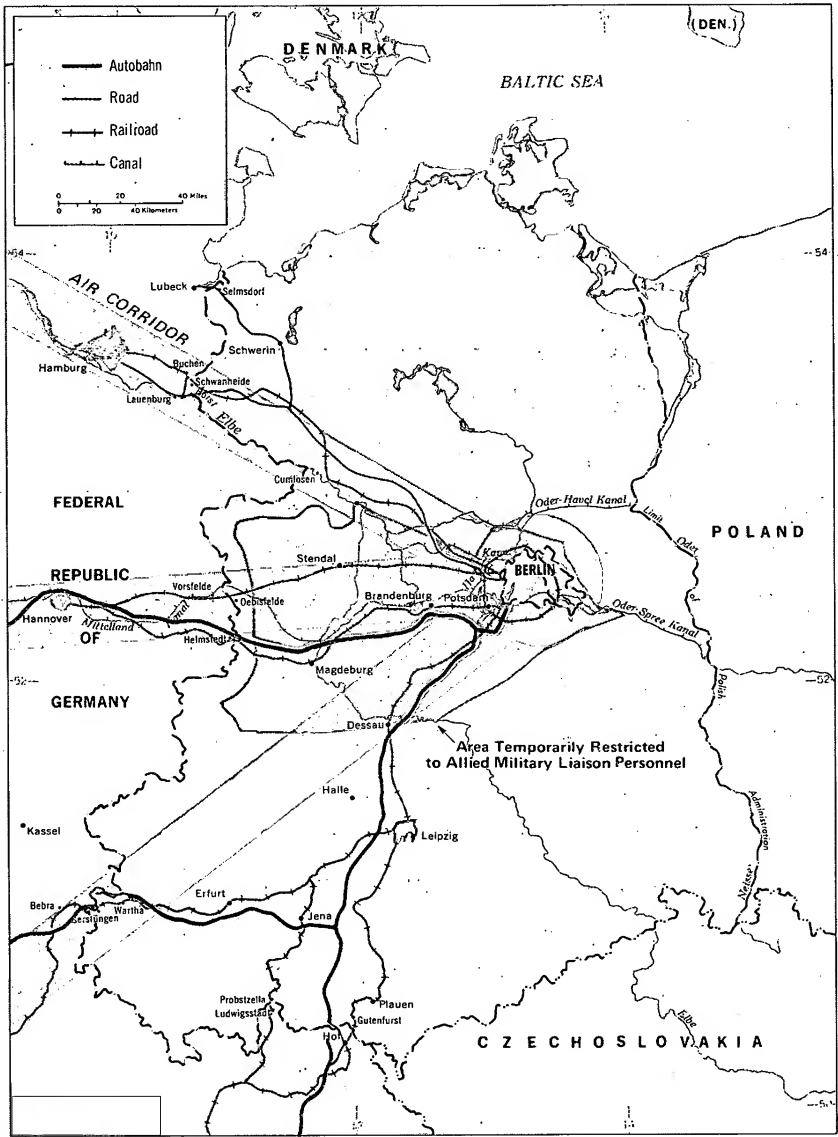 DENMARK
(DEN.)
BALTIC SEA
Autobahn
Road
Railroad
Canal
0 20 40 Miles
0 20 40 Kilometers
54
54
AIR CORRIDOR
Lubeck
Selmsdorf
Schwerin
Hamburg
Buchen
Schwanheide
Lauenburg
Elbe
Cumlosen
FEDERAL
REPUBLIC
OF
GERMANY
POLAND
Oder-Havel Kanal
Limit
Oder
of
Polish
Administration
Neisse
Stendal
BERLIN
Vorsfelde
Oebisfelde
Brandenburg
Potsdam
Hannover
Mittelland
Helmstedt
Oder-Spree Kanal
Magdeburg
52
52
Dessau
Area Temporarily Restricted
to Allied Military Liaison Personnel
Halle
Kassel
Leipzig
Erfurt
Bebra
Gerstungen
Wartha
Jena
Probstzella
Ludwigsstadt
Plauen
Gutenfurst
Hof
Elbe
CZECHOSLOVAKIA